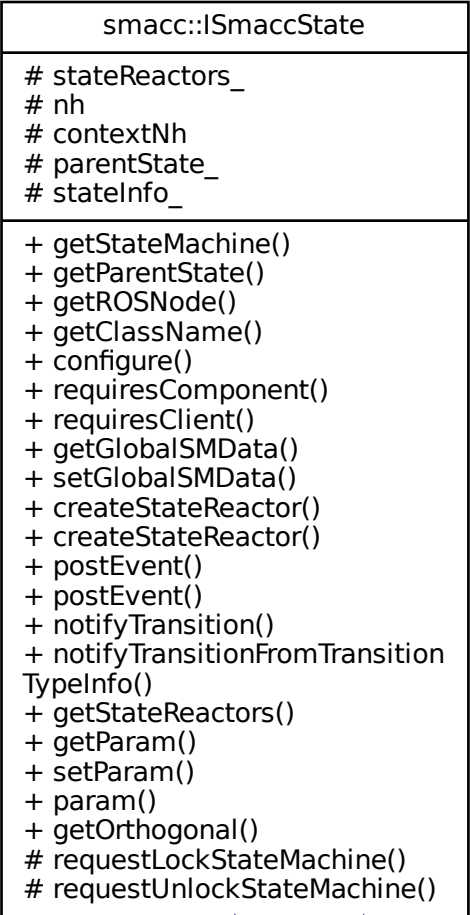 smacc::ISmaccState
# stateReactors_
# nh
# contextNh
# parentState_
# stateInfo_
+ getStateMachine()
+ getParentState()
+ getROSNode()
+ getClassName()
+ configure()
+ requiresComponent()
+ requiresClient()
+ getGlobalSMData()
+ setGlobalSMData()
+ createStateReactor()
+ createStateReactor()
+ postEvent()
+ postEvent()
+ notifyTransition()
+ notifyTransitionFromTransition
TypeInfo()
+ getStateReactors()
+ getParam()
+ setParam()
+ param()
+ getOrthogonal()
# requestLockStateMachine()
# requestUnlockStateMachine()